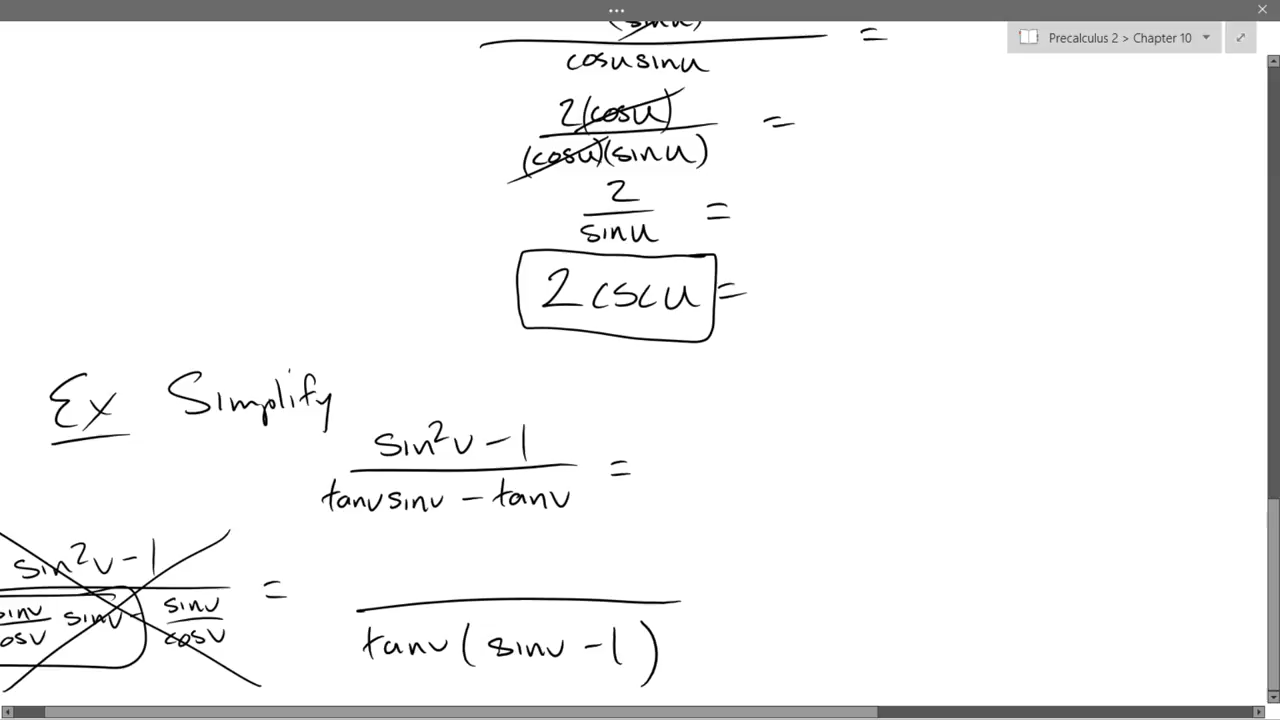 Precalculus 2 > Chapter 10
(sinu)
=
cosusinu
2(cosu)
=
(cosu)(sinu)
2
=
sinu
2cscu =
Ex Simplify
sin²v - 1
=
tanvsinv - tanv
sin²v - 1
=
sinv sinv - sinv
cosv cosv
tanv( sinv - 1 )